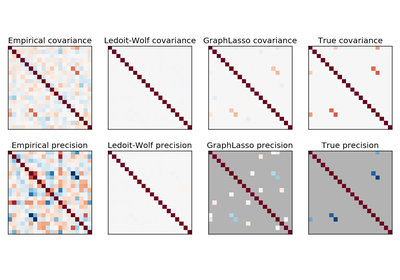 Empirical covariance
Ledoit-Wolf covariance
GraphLasso covariance
True covariance
Empirical precision
Ledoit-Wolf precision
GraphLasso precision
True precision